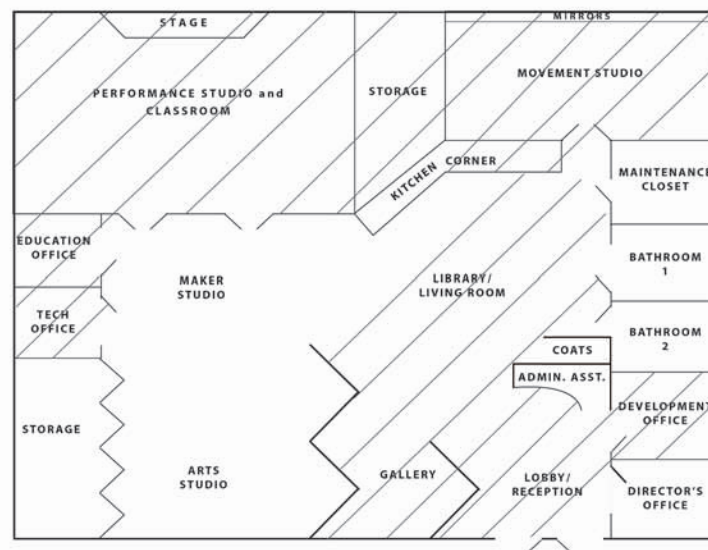 STAGE
MIRRORS
MOVEMENT STUDIO
PERFORMANCE STUDIO and
CLASSROOM
STORAGE
KITCHEN CORNER
MAINTENANCE
CLOSET
EDUCATION
OFFICE
MAKER
STUDIO
LIBRARY/
LIVING ROOM
BATHROOM
1
TECH
OFFICE
BATHROOM
2
COATS
ADMIN. ASST.
DEVELOPMENT
OFFICE
STORAGE
ARTS
STUDIO
GALLERY
LOBBY/
RECEPTION
DIRECTOR'S
OFFICE